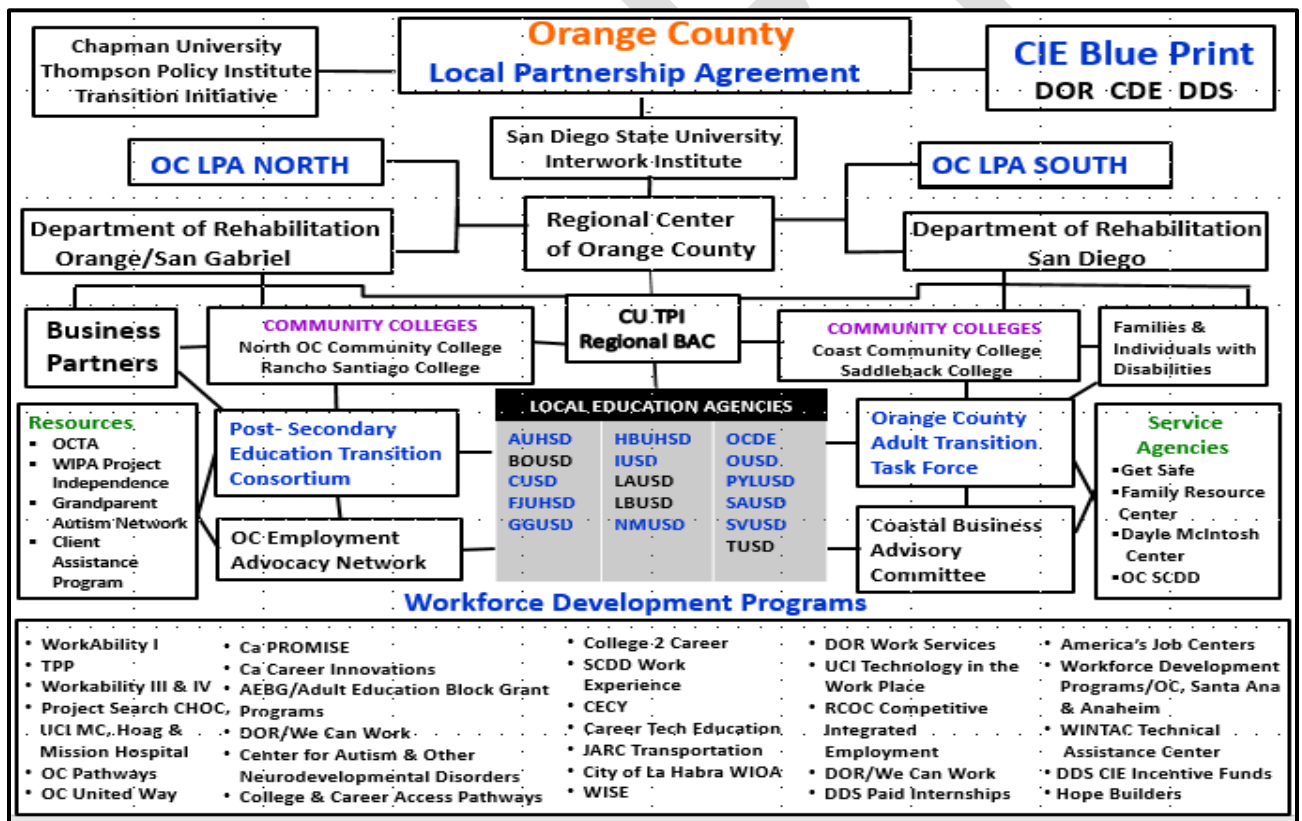 Orange County
Local Partnership Agreement
Chapman University
Thompson Policy Institute
Transition Initiative
CIE Blue Print
DOR CDE DDS
San Diego State University
Interwork Institute
OC LPA NORTH
OC LPA SOUTH
Department of Rehabilitation
Orange/San Gabriel
Regional Center
of Orange County
Department of Rehabilitation
San Diego
Business
Partners
COMMUNITY COLLEGES
North OC Community College
Rancho Santiago College
CU TPI
Regional BAC
COMMUNITY COLLEGES
Coast Community College
Saddleback College
Families &
Individuals with
Disabilities
Resources
▪ OCTA
▪ WIPA Project
Independence
▪ Grandparent
Autism Network
▪ Client
Assistance
Program
Post- Secondary
Education Transition
Consortium
OC Employment
Advocacy Network
LOCAL EDUCATION AGENCIES
AUHSD
BOUSD
CUSD
FJUHSD
GGUSD
HBUHSD
IUSD
LAUSD
LBUSD
NMUSD
OCDE
OUSD
PYLUSD
SAUSD
SVUSD
TUSD
Orange County
Adult Transition
Task Force
Coastal Business
Advisory
Committee
Service
Agencies
▪Get Safe
▪Family Resource
Center
▪Dayle McIntosh
Center
▪OC SCDD
Workforce Development Programs
• WorkAbility I
• TPP
• Workability III & IV
• Project Search CHOC,
UCI MC, Hoag &
Mission Hospital
• OC Pathways
• OC United Way
• Ca PROMISE
• Ca Career Innovations
• AEBG/Adult Education Block Grant
Programs
• DOR/We Can Work
• Center for Autism & Other
Neurodevelopmental Disorders
• College & Career Access Pathways
• College 2 Career
• SCDD Work
Experience
• CECY
• Career Tech Education
• JARC Transportation
• City of La Habra WIOA
• WISE
• DOR Work Services
• UCI Technology in the
Work Place
• RCOC Competitive
Integrated
Employment
• DOR/We Can Work
• DDS Paid Internships
• America's Job Centers
• Workforce Development
Programs/OC, Santa Ana
& Anaheim
• WINTAC Technical
Assistance Center
• DDS CIE Incentive Funds
• Hope Builders